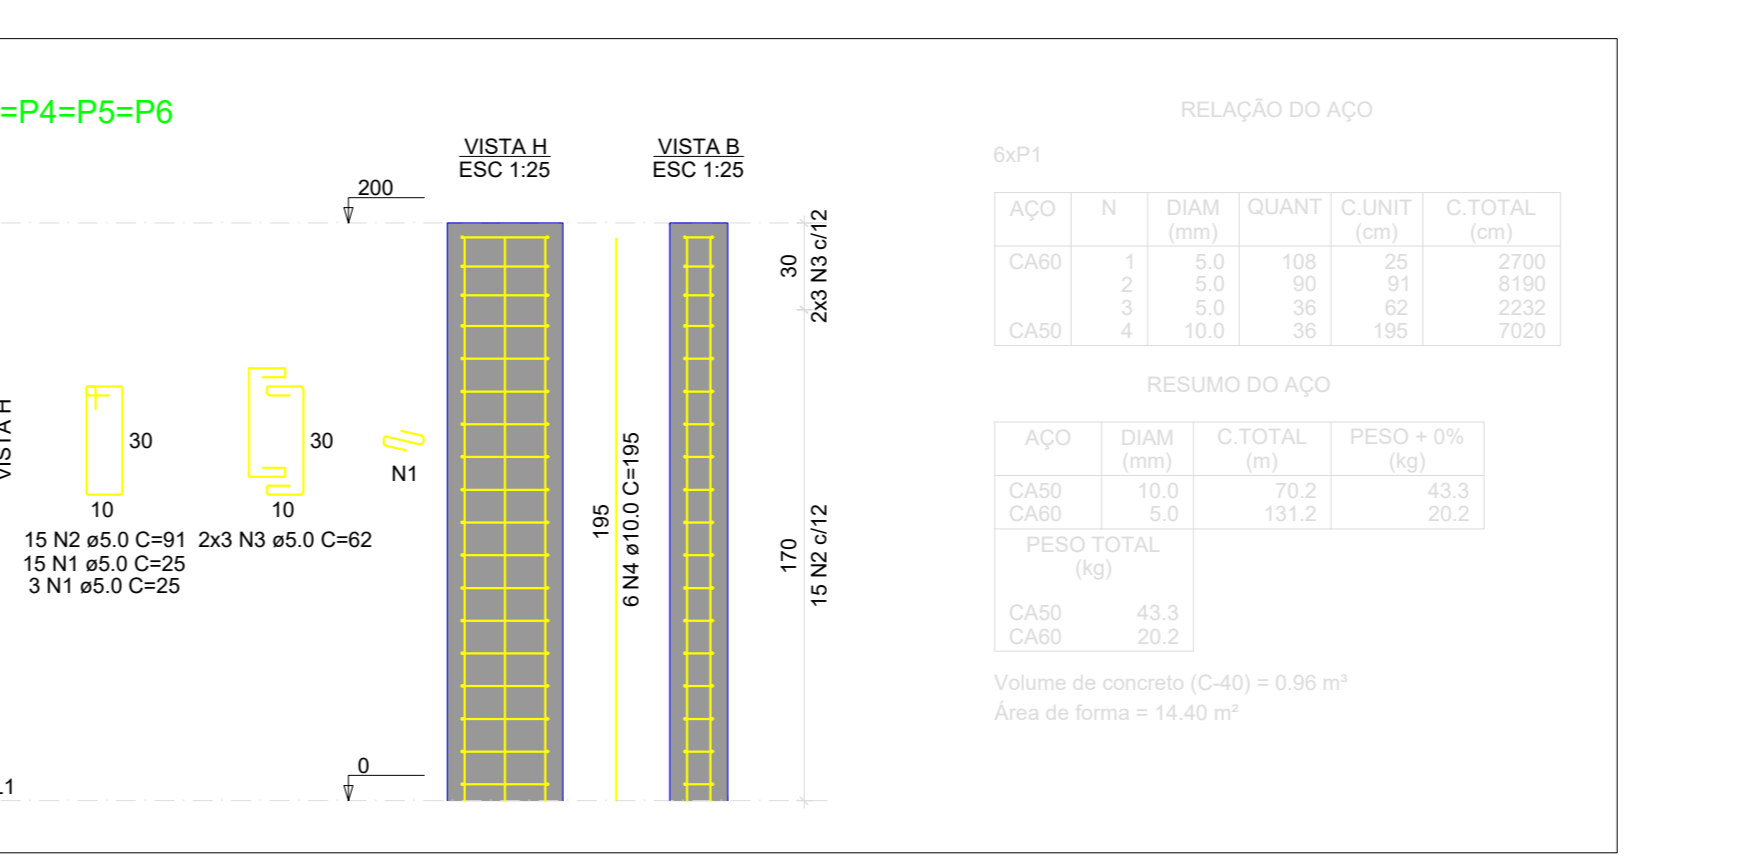 =P4=P5=P6
VISTA H
ESC 1:25
VISTA B
ESC 1:25
200
0
VISTA H
30
10
15 N2 ø5.0 C=91
15 N1 ø5.0 C=25
3 N1 ø5.0 C=25
30
10
2x3 N3 ø5.0 C=62
N1
195
6 N4 ø10.0 C=195
30
2x3 N3 c/12
170
15 N2 c/12
RELAÇÃO DO AÇO
6xP1
AÇO N DIAM QUANT C.UNIT C.TOTAL
(mm) (cm) (cm)
CA60 1 5.0 108 25 2700
2 5.0 90 91 8190
3 5.0 36 62 2232
CA50 4 10.0 36 195 7020
RESUMO DO AÇO
AÇO DIAM C.TOTAL PESO + 0%
(mm) (m) (kg)
CA50 10.0 70.2 43.3
CA60 5.0 131.2 20.2
PESO TOTAL
(kg)
CA50 43.3
CA60 20.2
Volume de concreto (C-40) = 0.96 m³
Área de forma = 14.40 m²